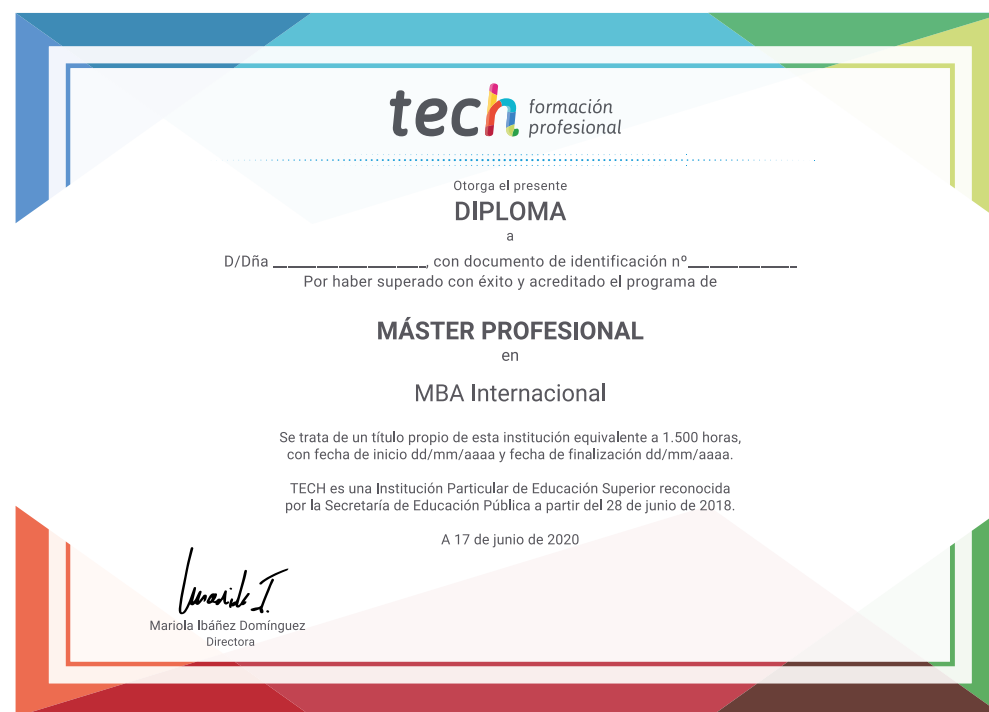 tech formación
profesional
Otorga el presente
DIPLOMA
a
D/Dña ______________, con documento de identificación nº__________
Por haber superado con éxito y acreditado el programa de
MÁSTER PROFESIONAL
en
MBA Internacional
Se trata de un título propio de esta institución equivalente a 1.500 horas,
con fecha de inicio dd/mm/aaaa y fecha de finalización dd/mm/aaaa.
TECH es una Institución Particular de Educación Superior reconocida
por la Secretaría de Educación Pública a partir del 28 de junio de 2018.
A 17 de junio de 2020
Mariola Ibáñez Domínguez
Directora